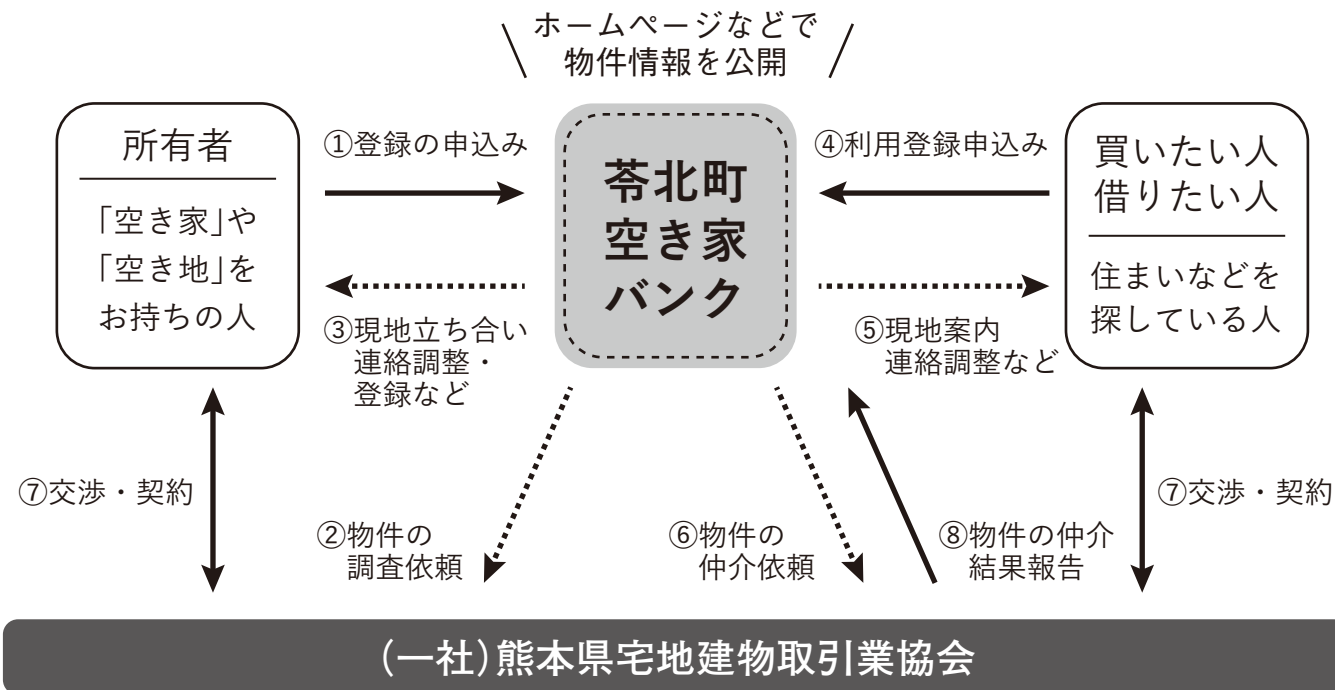 ホームページなどで
物件情報を公開
所有者
「空き家」や
「空き地」を
お持ちの人
①登録の申込み
③現地立ち合い
連絡調整・
登録など
苓北町
空き家
バンク
④利用登録申込み
⑤現地案内
連絡調整など
買いたい人
借りたい人
住まいなどを
探している人
⑦交渉・契約
②物件の
調査依頼
⑥物件の
仲介依頼
⑧物件の仲介
結果報告
⑦交渉・契約
(一社)熊本県宅地建物取引業協会